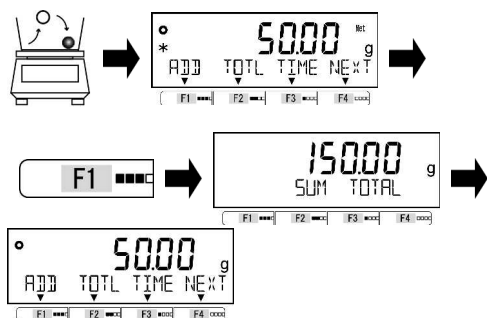 Net
* 50.00 g
ADD TOTL TIME NEXT
F1 F2 F3 F4
F1
150.00 g
SUM TOTAL
F1 F2 F3 F4
50.00 g
ADD TOTL TIME NEXT
F1 F2 F3 F4